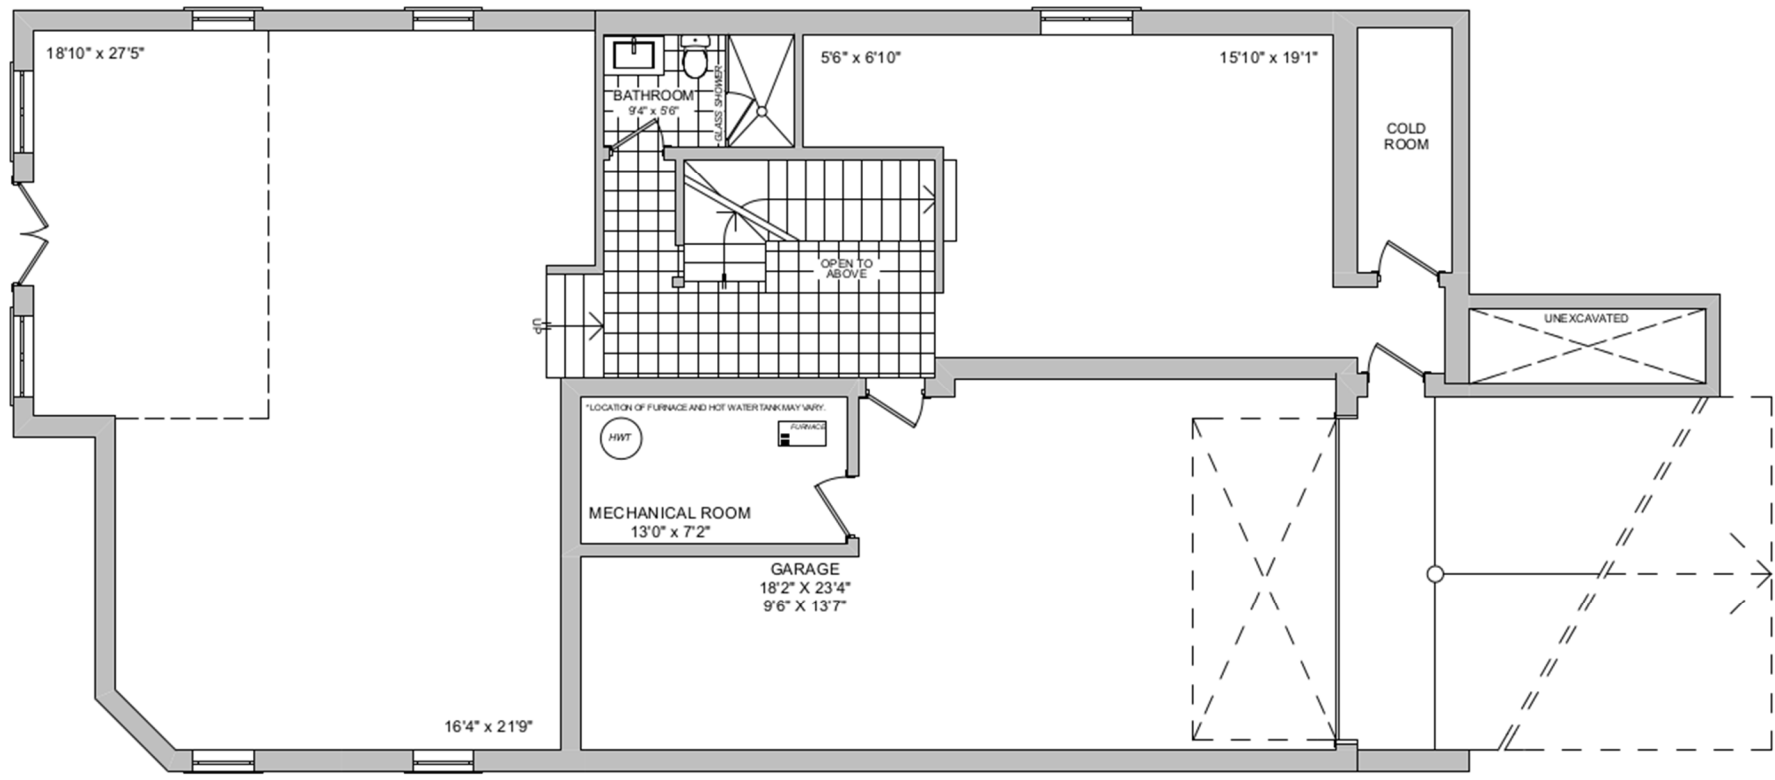 18'10" x 27'5"
BATHROOM
9'4" x 5'6"
GLASS SHOWER
5'6" x 6'10"
15'10" x 19'1"
COLD
ROOM
OPEN TO
ABOVE
UP
UNEXCAVATED
*LOCATION OF FURNACE AND HOT WATER TANK MAY VARY.
HWT
FURNACE
MECHANICAL ROOM
13'0" x 7'2"
GARAGE
18'2" X 23'4"
9'6" X 13'7"
16'4" x 21'9"